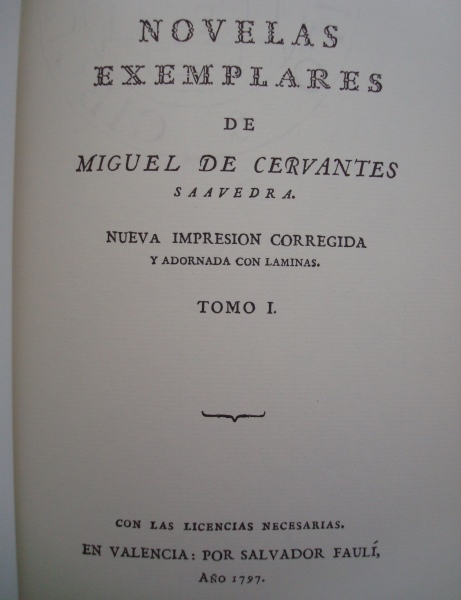 NOVELAS
EXEMPLARES
DE
MIGUEL DE CERVANTES
SAAVEDRA.
NUEVA IMPRESION CORREGIDA
Y ADORNADA CON LAMINAS.
TOMO I.
CON LAS LICENCIAS NECESARIAS.
EN VALENCIA: POR SALVADOR FAULÍ,
AÑO 1797.